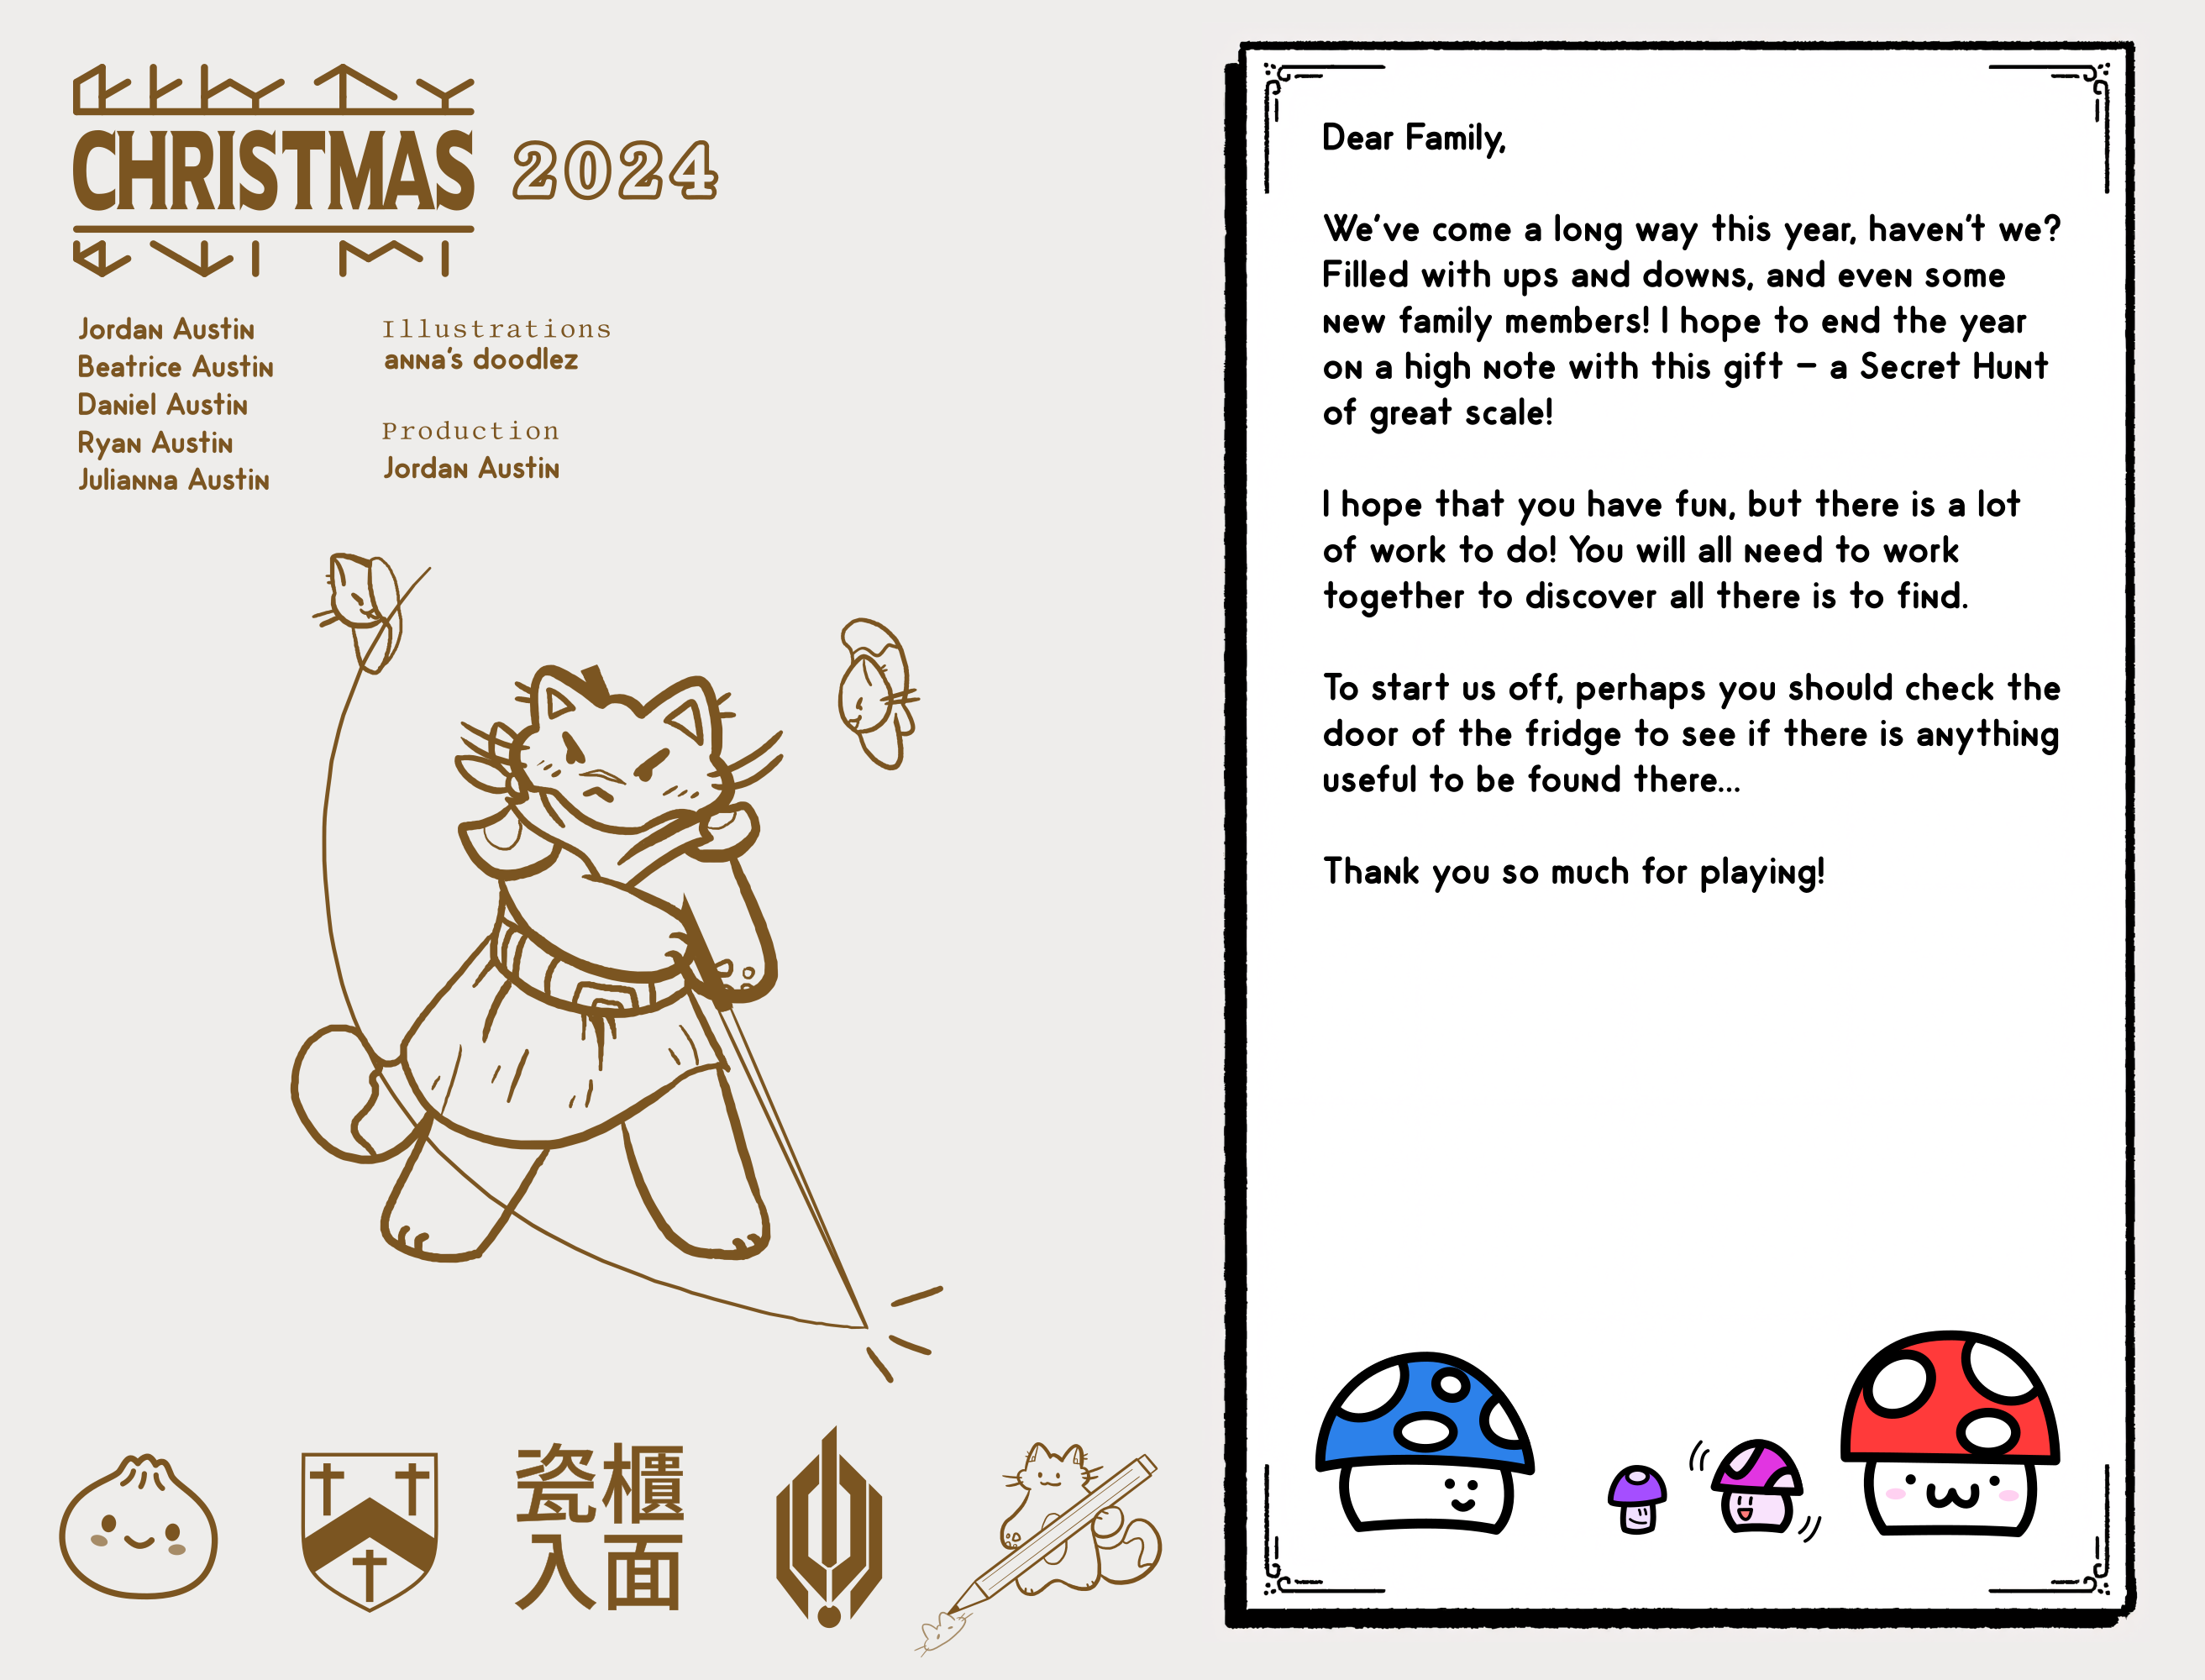 CHRISTMAS
2024
Jordan Austin
Beatrice Austin
Daniel Austin
Ryan Austin
Julianna Austin
Illustrations
anna's doodlez
Production
Jordan Austin
瓷櫃
入面
Dear Family,
We've come a long way this year, haven't we?
Filled with ups and downs, and even some
new family members! I hope to end the year
on a high note with this gift – a Secret Hunt
of great scale!
I hope that you have fun, but there is a lot
of work to do! You will all need to work
together to discover all there is to find.
To start us off, perhaps you should check the
door of the fridge to see if there is anything
useful to be found there...
Thank you so much for playing!